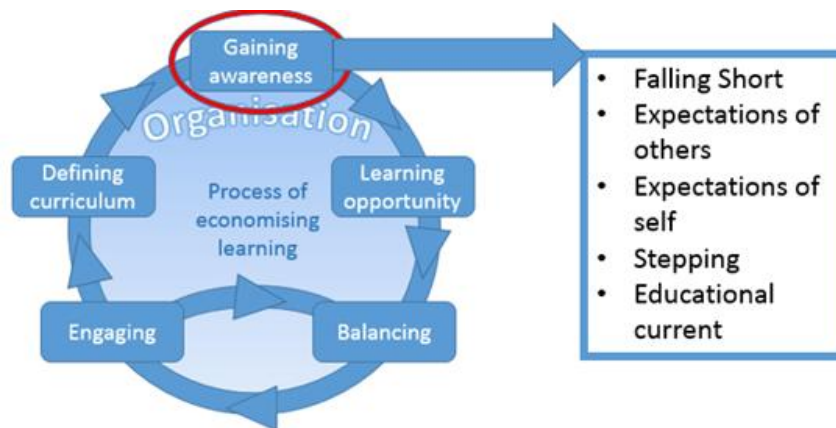 Gaining
awareness
Organisation
Defining
curriculum
Learning
opportunity
Process of
economising
learning
Engaging
Balancing
• Falling Short
• Expectations of
others
• Expectations of
self
• Stepping
• Educational
current